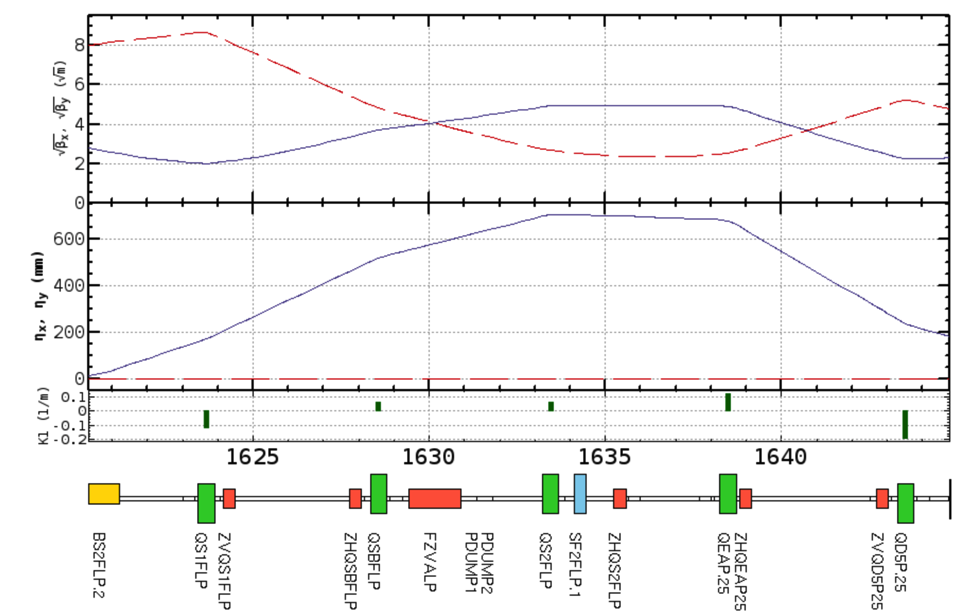 8
6
4
2
0
√βx, √βy (√m)
600
400
200
0
ηx, ηy (mm)
0.1
0
-0.1
-0.2
K1 (1/m)
1625 1630 1635 1640
BS2FLP.2
QS1FLP
ZVQS1FLP
ZHQSBFLP
QSBFLP
FZVALP
PDUMP1
PDUMP2
QS2FLP
SF2FLP.1
ZHQS2FLP
QEAP.25
ZHQEAP25
ZVQD5P25
QD5P.25